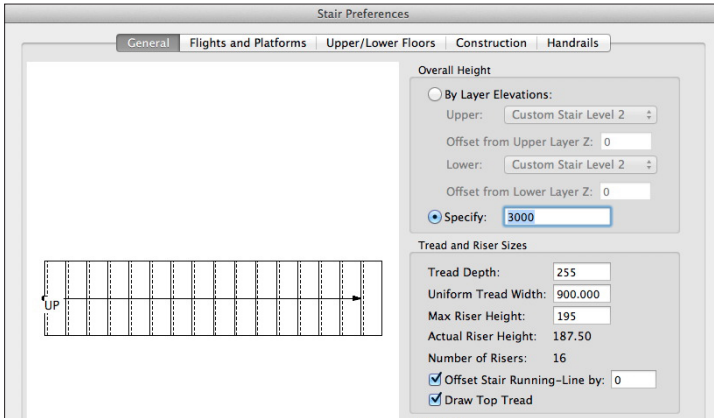 Stair Preferences
General
Flights and Platforms
Upper/Lower Floors
Construction
Handrails
UP
Overall Height
By Layer Elevations:
Upper: Custom Stair Level 2
Offset from Upper Layer Z: 0
Lower: Custom Stair Level 2
Offset from Lower Layer Z: 0
Specify: 3000
Tread and Riser Sizes
Tread Depth: 255
Uniform Tread Width: 900.000
Max Riser Height: 195
Actual Riser Height: 187.50
Number of Risers: 16
Offset Stair Running-Line by: 0
Draw Top Tread